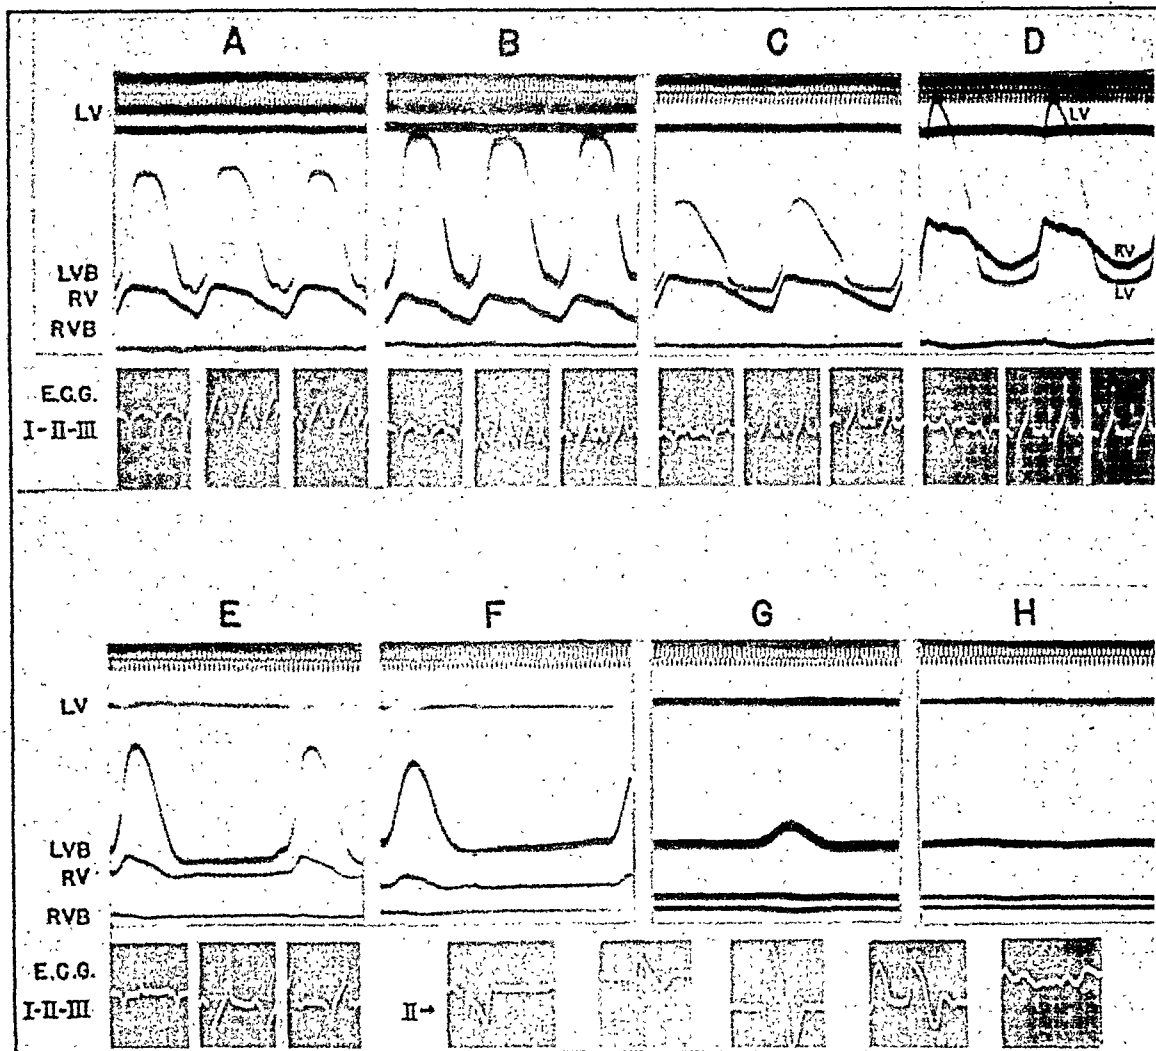 A B C D
LV
LV
LVB
RV
RV
LV
RVB
E.C.G.
I-II-III
E F G H
LV
LVB
RV
RVB
E.C.G.
I-II-III
II→